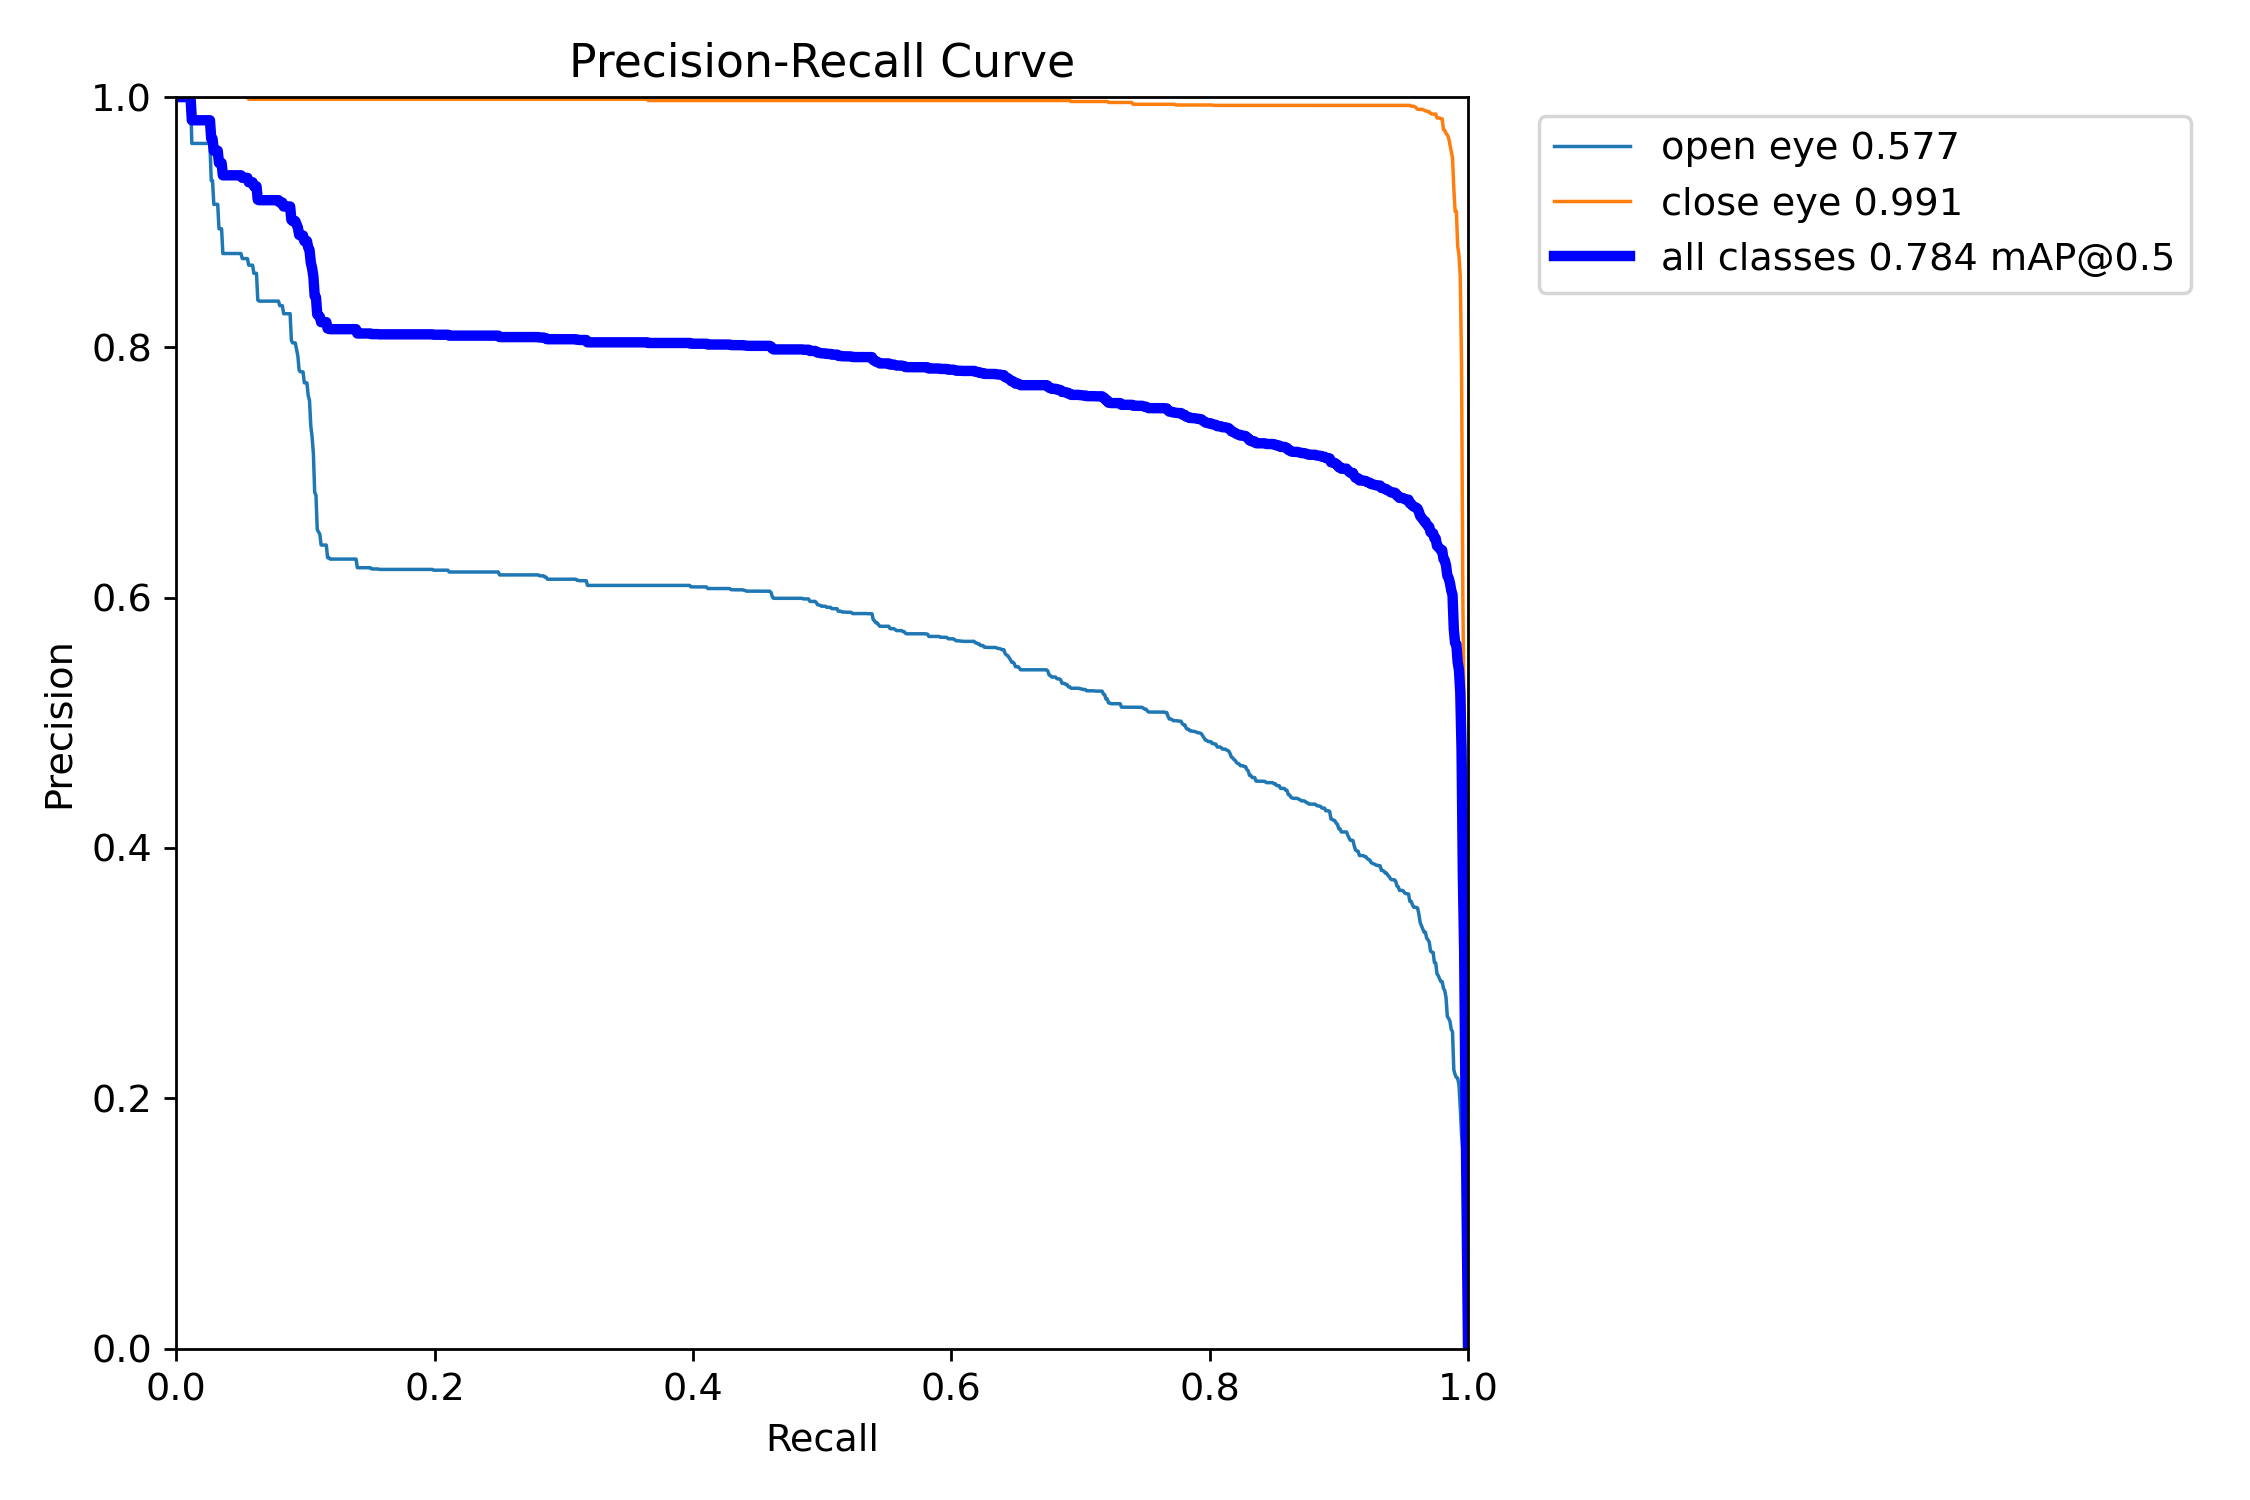 Precision-Recall Curve
1.0
0.8
0.6
0.4
0.2
0.0
Precision
0.0 0.2 0.4 0.6 0.8 1.0
Recall
open eye 0.577
close eye 0.991
all classes 0.784 mAP@0.5